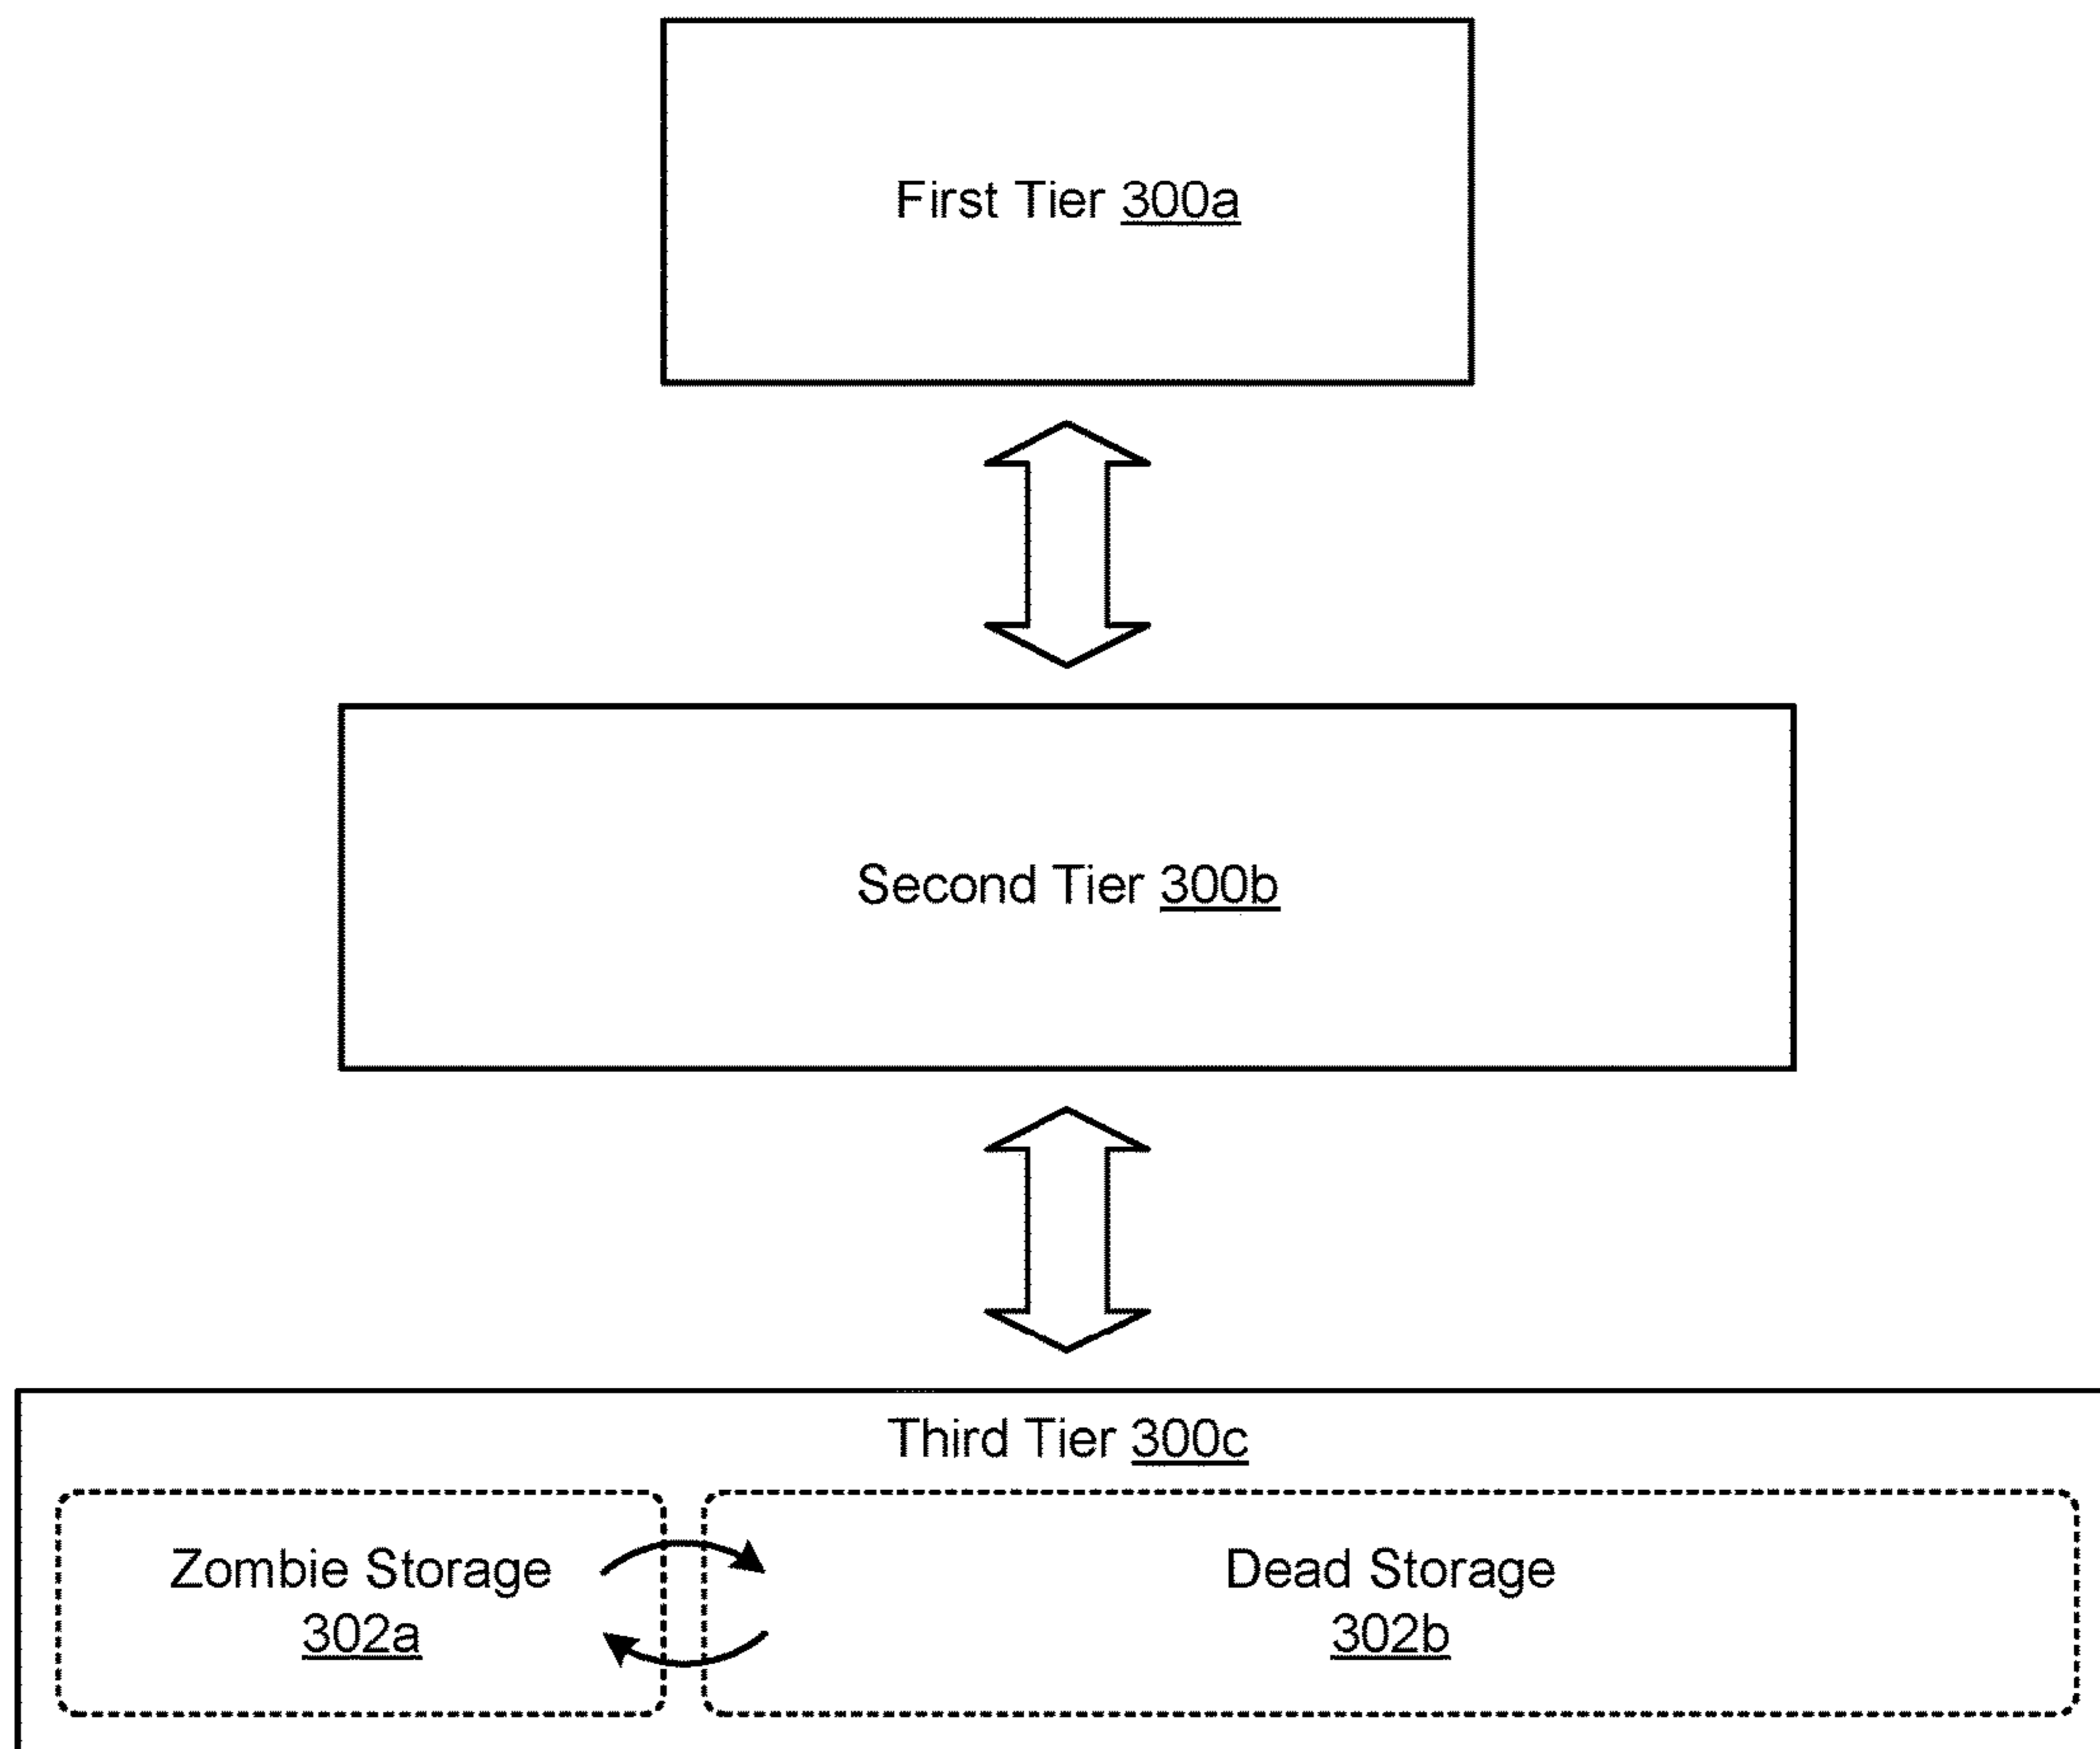 First Tier 300a
Second Tier 300b
Third Tier 300c
Zombie Storage
302a
Dead Storage
302b